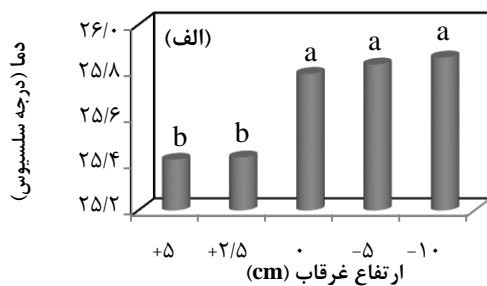 (الف)
دما (درجه سلسیوس)
۲۶/۰
۲۵/۸
۲۵/۶
۲۵/۴
۲۵/۲
b b a a a
+۵ +۲/۵ ۰ −۵ −۱۰
ارتفاع غرقاب (cm)